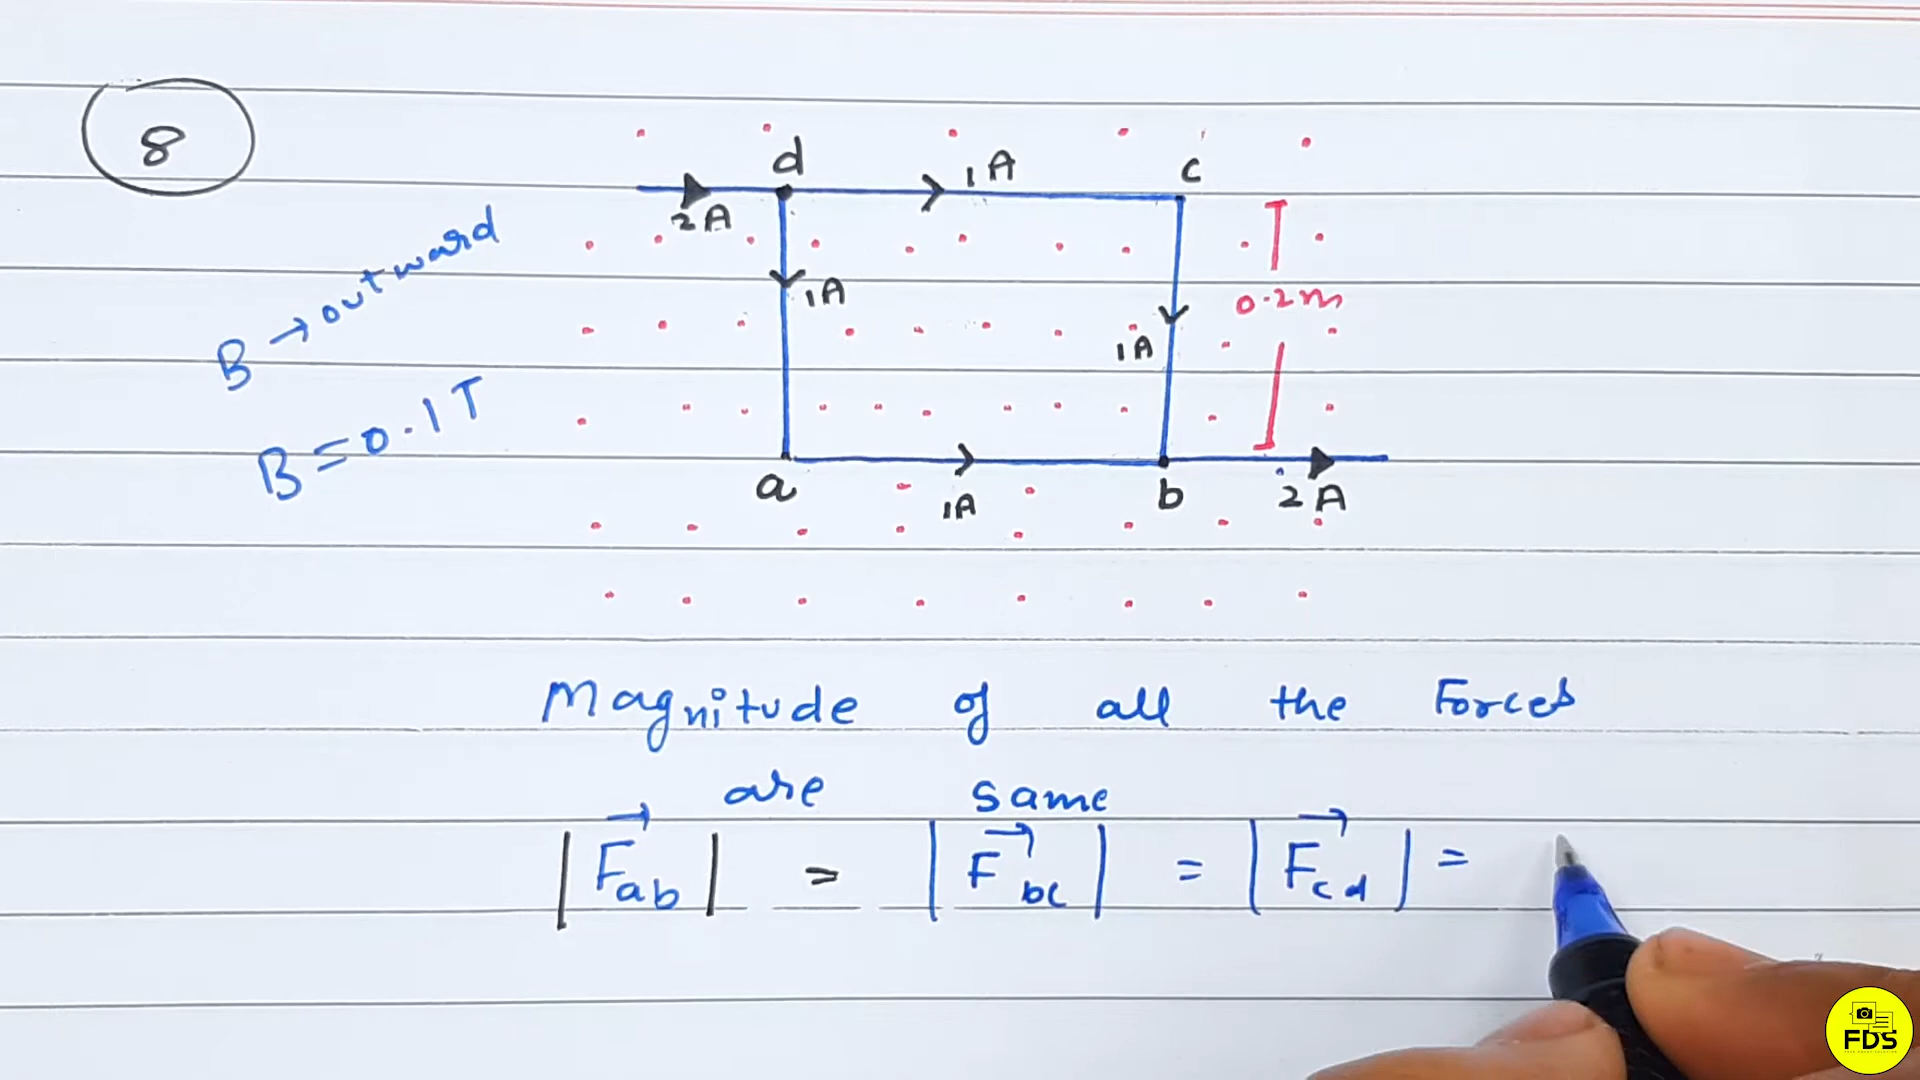 8
d
1A
c
2A
B → outward
1A
0.2m
1A
B = 0.1T
a
1A
b
2A
Magnitude of all the Forces
are same
|F⃗ab| = |F⃗bc| = |F⃗cd| =
FDS